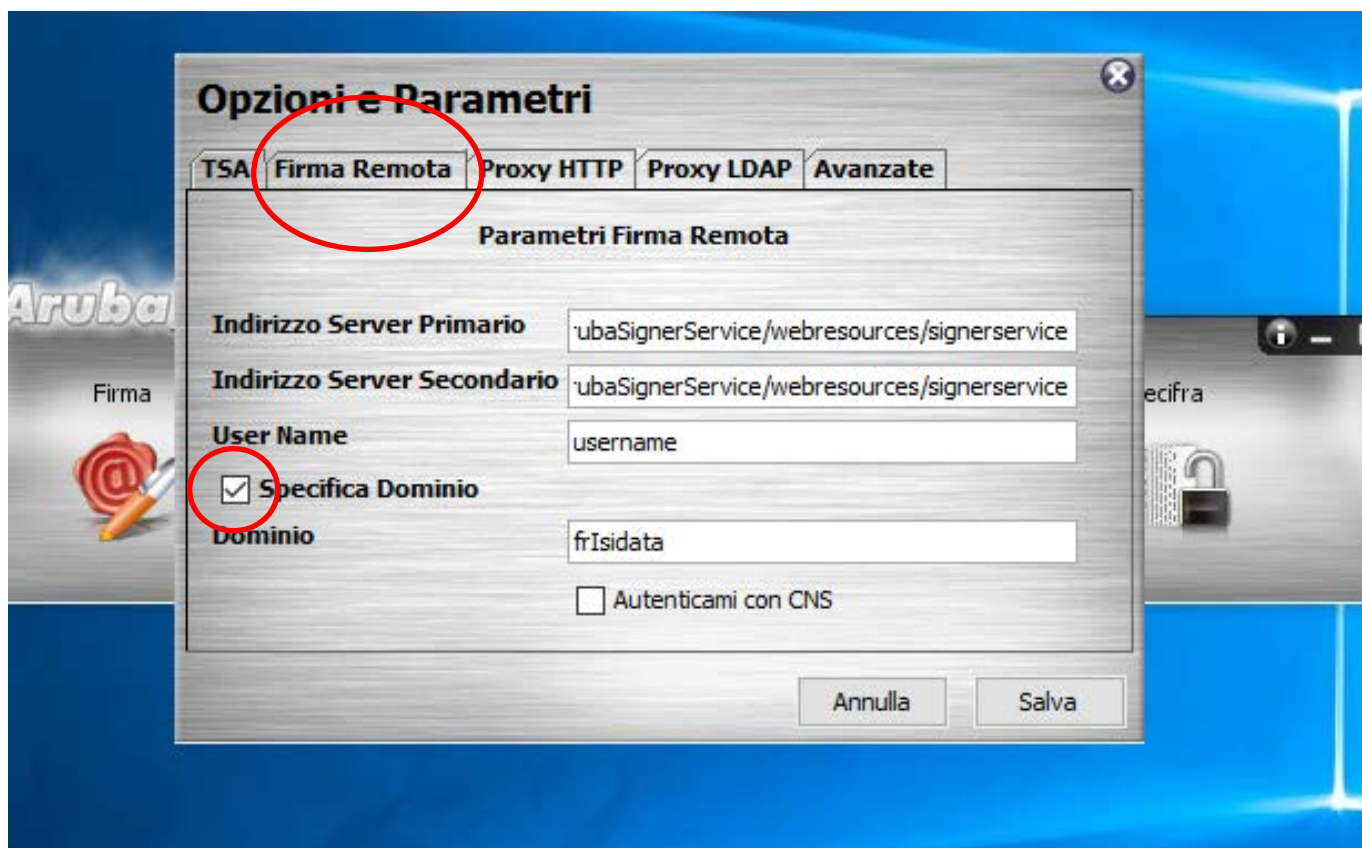 Opzioni e Parametri
TSA Firma Remota Proxy HTTP Proxy LDAP Avanzate
Parametri Firma Remota
Aruba
Indirizzo Server Primario ubaSignerService/webresources/signerservice
Indirizzo Server Secondario ubaSignerService/webresources/signerservice
Firma
ecifra
User Name username
Specifica Dominio
Dominio frIsidata
Autenticami con CNS
Annulla Salva